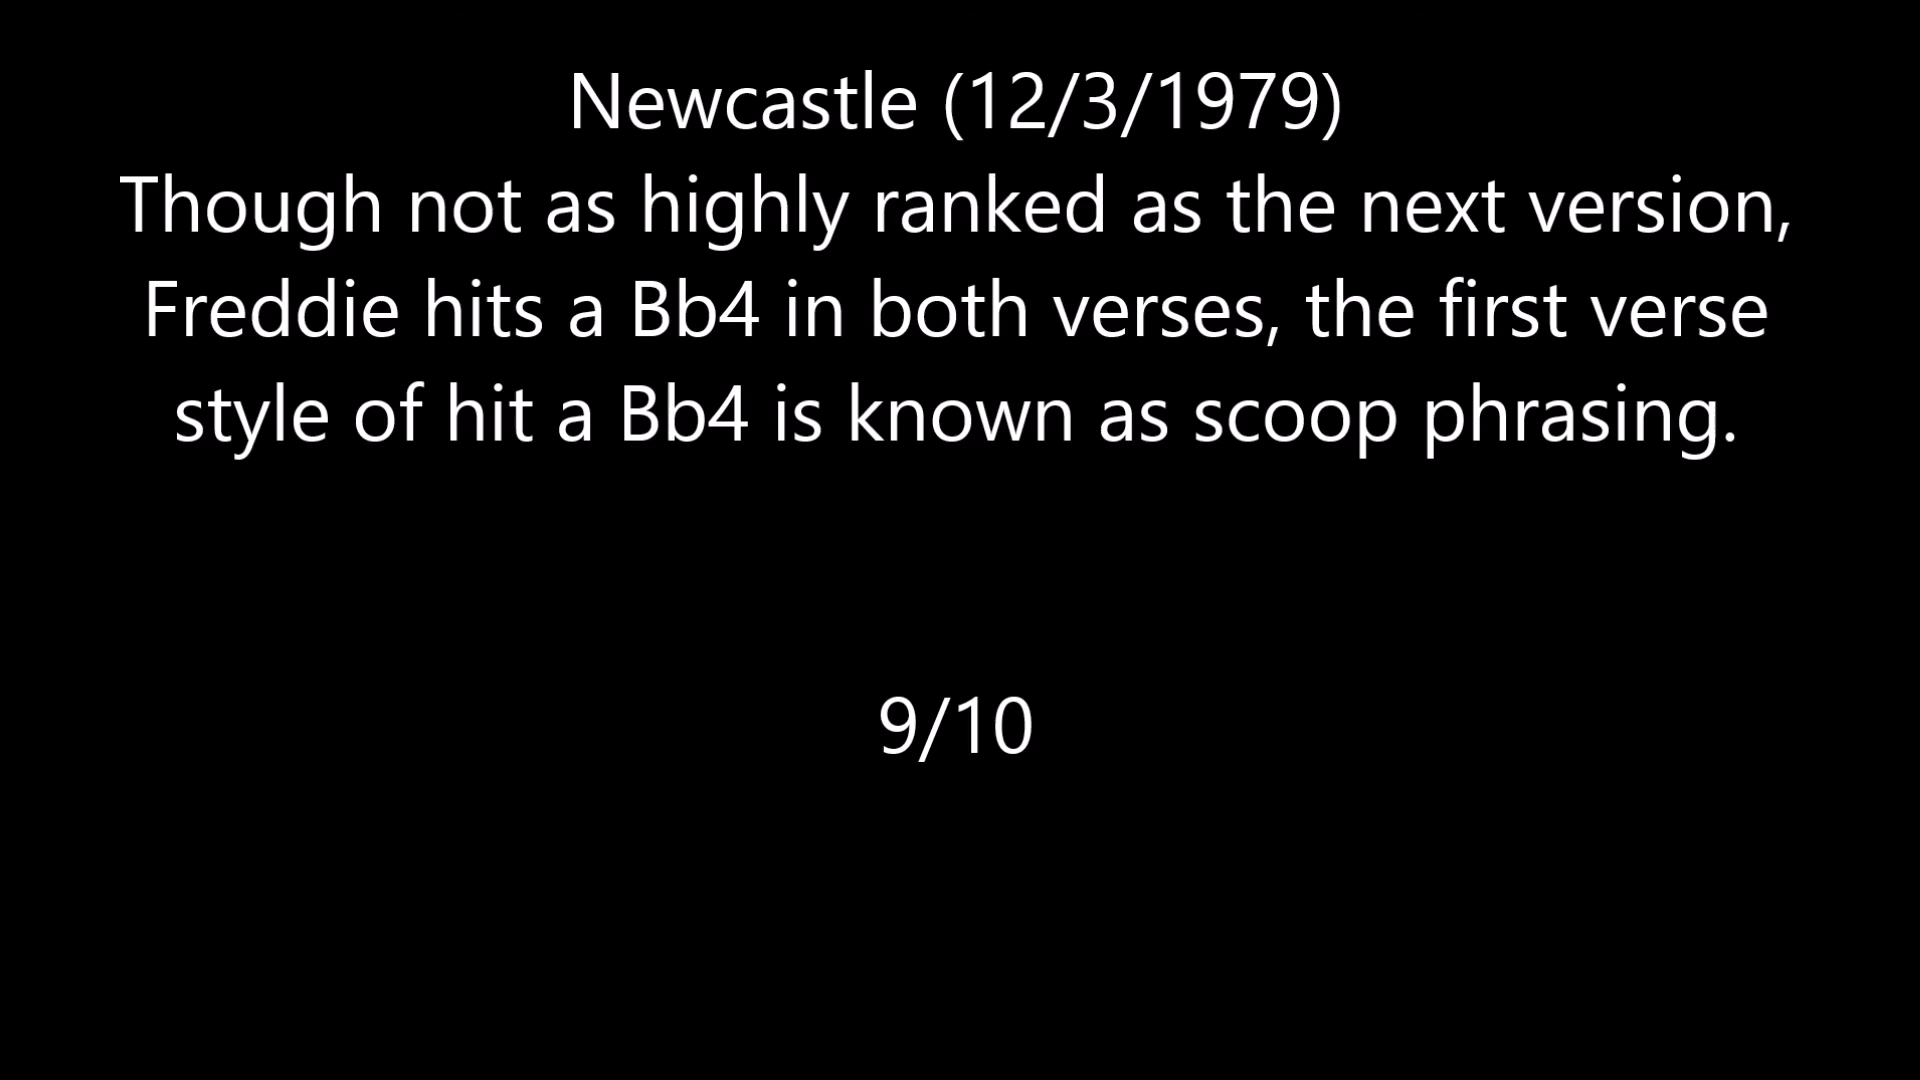 Newcastle (12/3/1979)
Though not as highly ranked as the next version,
Freddie hits a Bb4 in both verses, the first verse
style of hit a Bb4 is known as scoop phrasing.
9/10